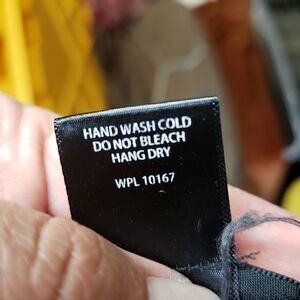 HAND WASH COLD
DO NOT BLEACH
HANG DRY
WPL 10167